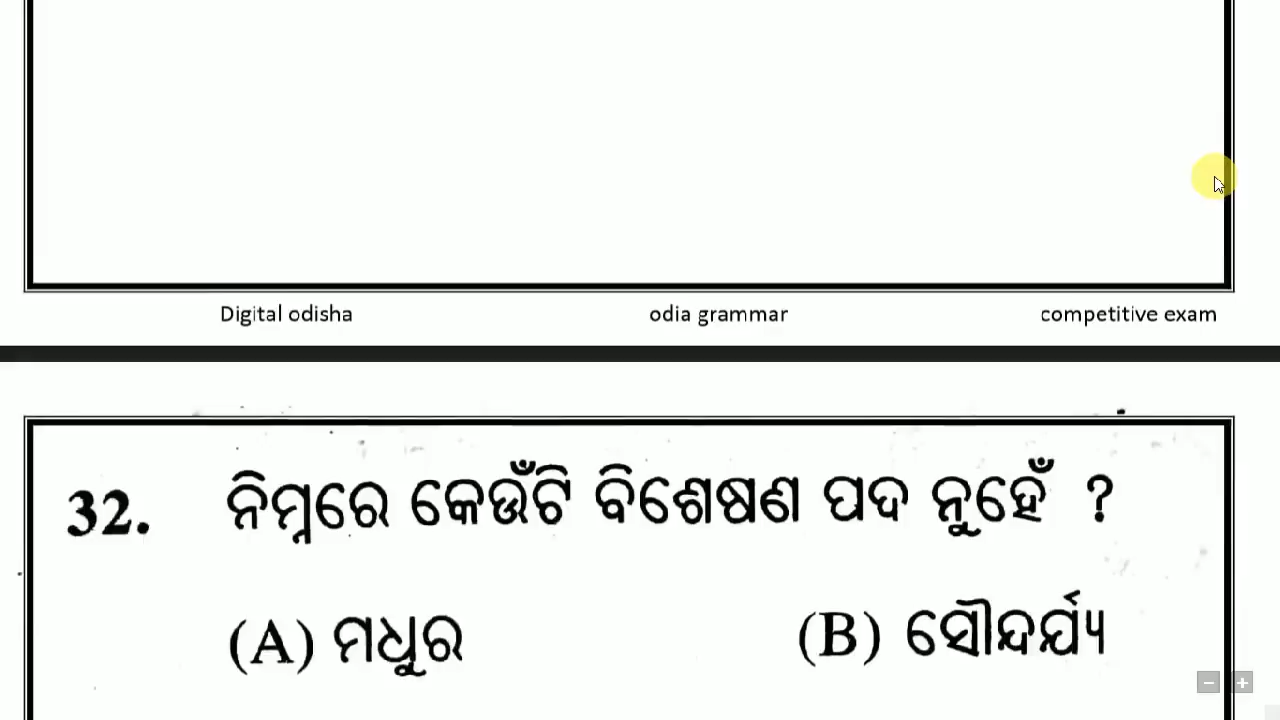 Digital odisha odia grammar competitive exam
32. ନିମ୍ନରେ କେଉଁଟି ବିଶେଷଣ ପଦ ନୁହେଁ ?
(A) ମଧୁର (B) ସୌନ୍ଦର୍ଯ୍ୟ